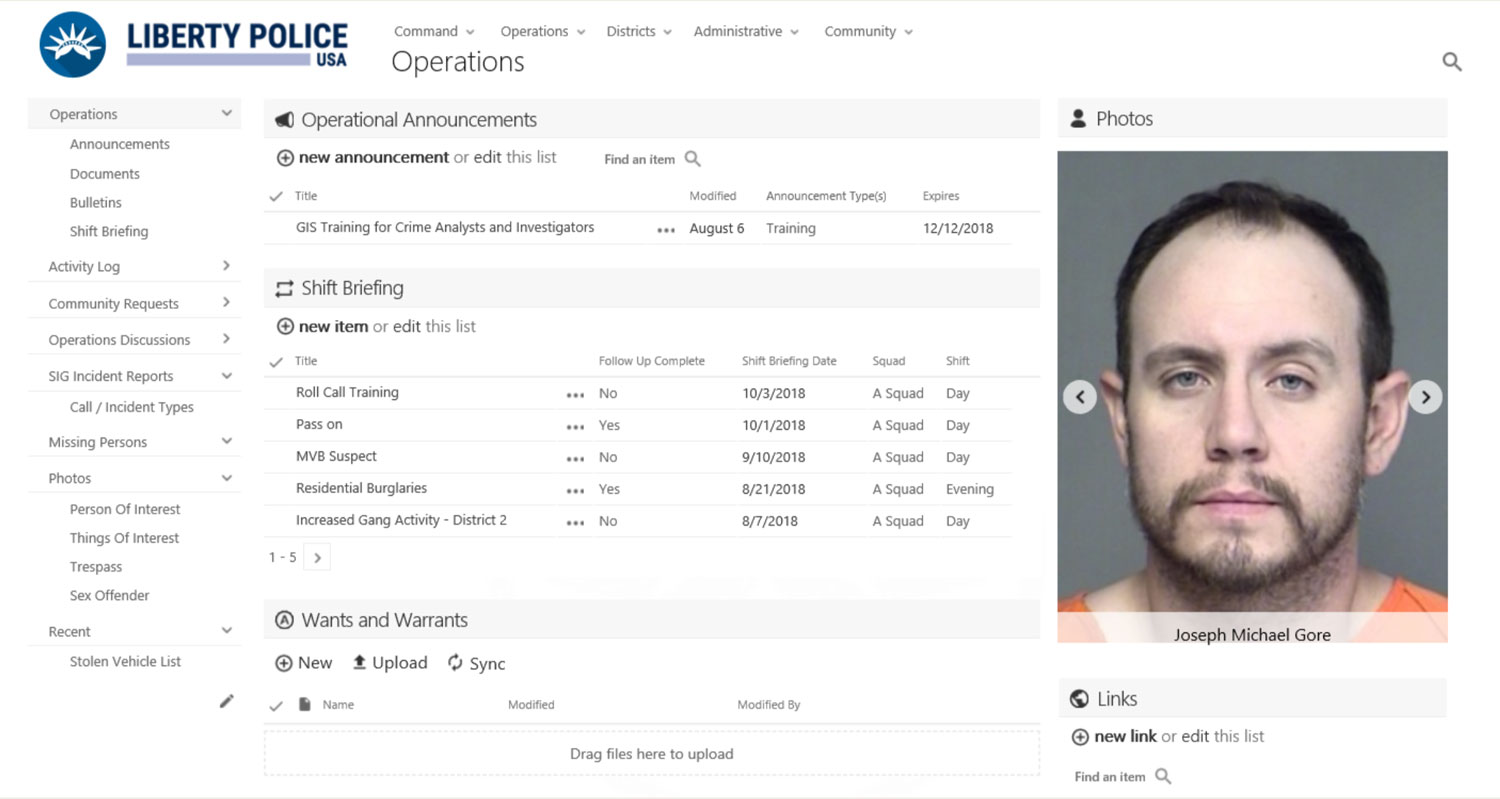 LIBERTY POLICE
USA
Command Operations Districts Administrative Community
Operations
Operations
Announcements
Documents
Bulletins
Shift Briefing
Activity Log
Community Requests
Operations Discussions
SIG Incident Reports
Call / Incident Types
Missing Persons
Photos
Person Of Interest
Things Of Interest
Trespass
Sex Offender
Recent
Stolen Vehicle List
Operational Announcements
new announcement or edit this list Find an item
Title Modified Announcement Type(s) Expires
GIS Training for Crime Analysts and Investigators ... August 6 Training 12/12/2018
Shift Briefing
new item or edit this list
Title Follow Up Complete Shift Briefing Date Squad Shift
Roll Call Training ... No 10/3/2018 A Squad Day
Pass on ... Yes 10/1/2018 A Squad Day
MVB Suspect ... No 9/10/2018 A Squad Day
Residential Burglaries ... Yes 8/21/2018 A Squad Evening
Increased Gang Activity - District 2 ... No 8/7/2018 A Squad Day
1 - 5
A Wants and Warrants
New Upload Sync
Name Modified Modified By
Drag files here to upload
Photos
Joseph Michael Gore
Links
new link or edit this list
Find an item